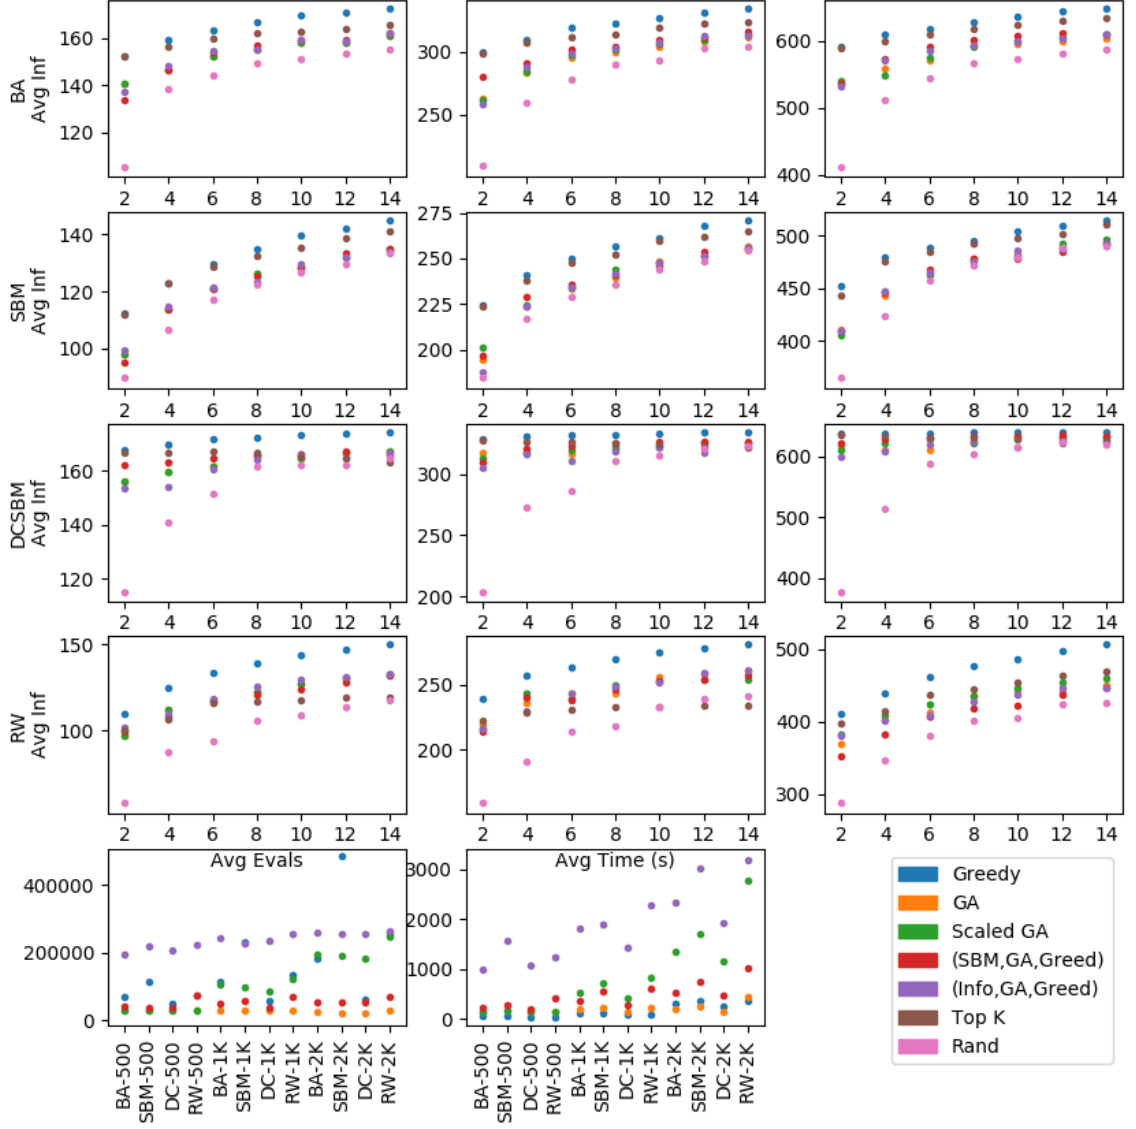 160
140
120
BA
Avg Inf
2 4 6 8 10 12 14
300
250
2 4 6 8 10 12 14
600
500
400
2 4 6 8 10 12 14
140
120
100
SBM
Avg Inf
2 4 6 8 10 12 14
275
250
225
200
2 4 6 8 10 12 14
500
450
400
2 4 6 8 10 12 14
160
140
120
DCSBM
Avg Inf
2 4 6 8 10 12 14
300
250
200
2 4 6 8 10 12 14
600
500
400
2 4 6 8 10 12 14
150
100
RW
Avg Inf
2 4 6 8 10 12 14
250
200
2 4 6 8 10 12 14
500
400
300
2 4 6 8 10 12 14
Avg Evals
400000
200000
0
BA-500
SBM-500
DC-500
RW-500
BA-1K
SBM-1K
DC-1K
RW-1K
BA-2K
SBM-2K
DC-2K
RW-2K
Avg Time (s)
3000
2000
1000
0
BA-500
SBM-500
DC-500
RW-500
BA-1K
SBM-1K
DC-1K
RW-1K
BA-2K
SBM-2K
DC-2K
RW-2K
Greedy
GA
Scaled GA
(SBM,GA,Greed)
(Info,GA,Greed)
Top K
Rand